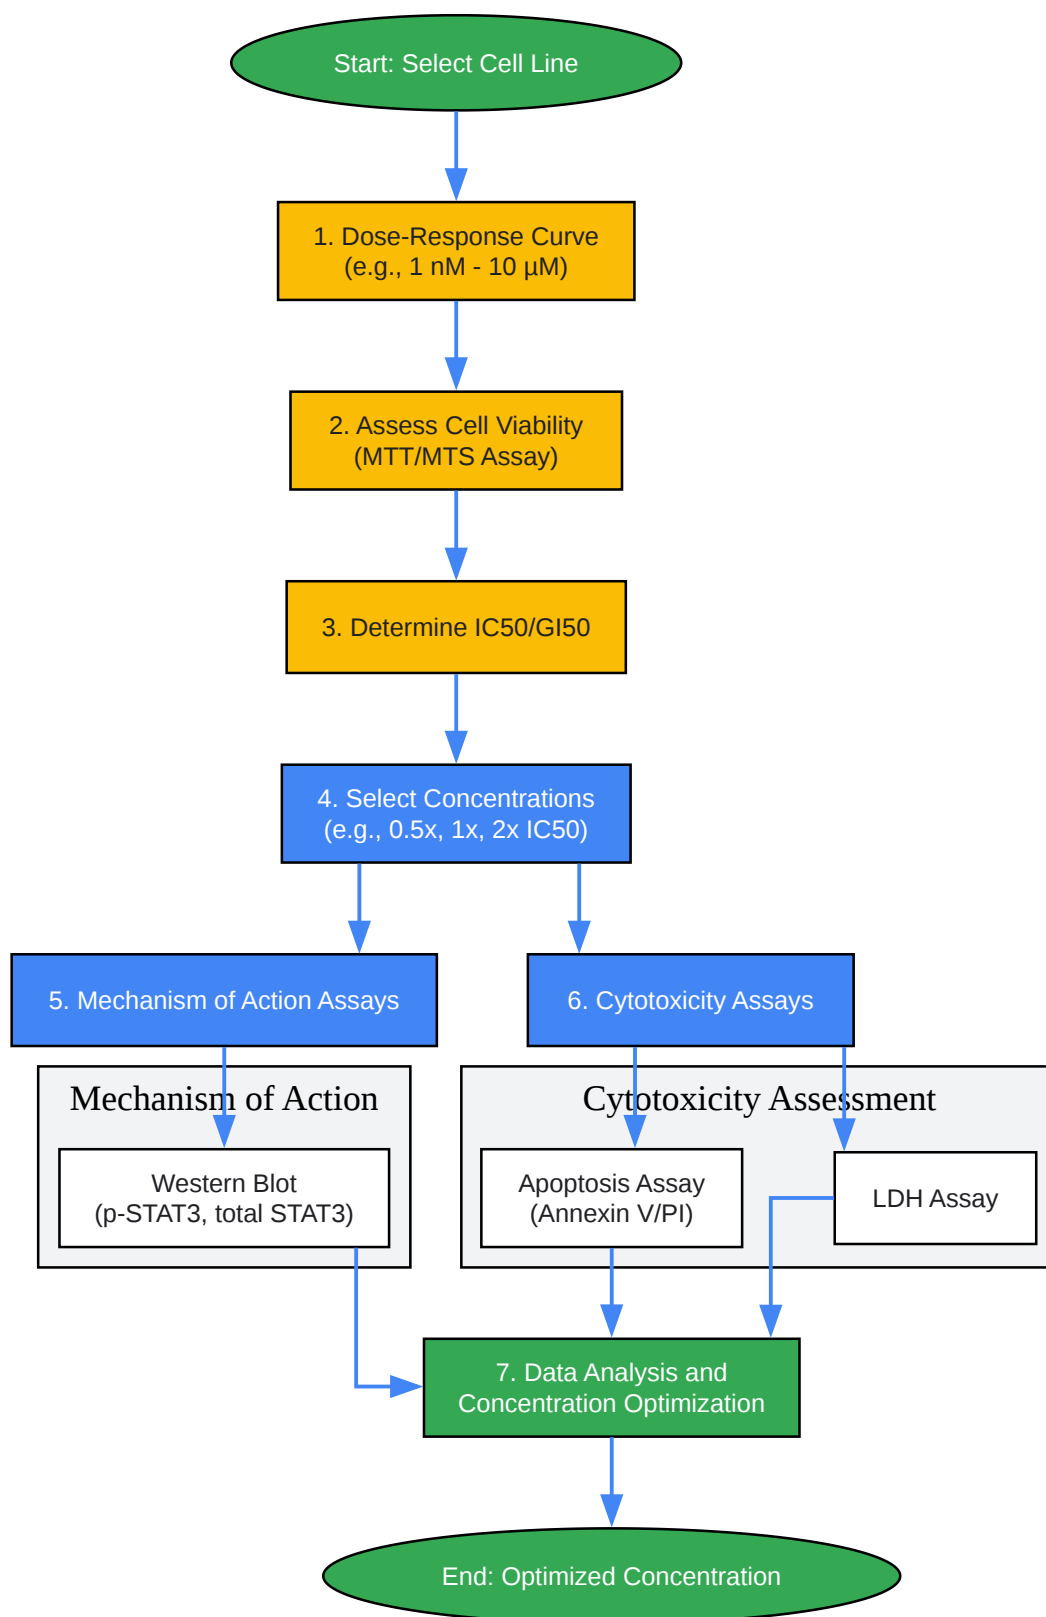 Start: Select Cell Line
1. Dose-Response Curve
(e.g., 1 nM - 10 µM)
2. Assess Cell Viability
(MTT/MTS Assay)
3. Determine IC50/GI50
4. Select Concentrations
(e.g., 0.5x, 1x, 2x IC50)
5. Mechanism of Action Assays
6. Cytotoxicity Assays
Mechanism of Action
Cytotoxicity Assessment
Western Blot
(p-STAT3, total STAT3)
Apoptosis Assay
(Annexin V/PI)
LDH Assay
7. Data Analysis and
Concentration Optimization
End: Optimized Concentration